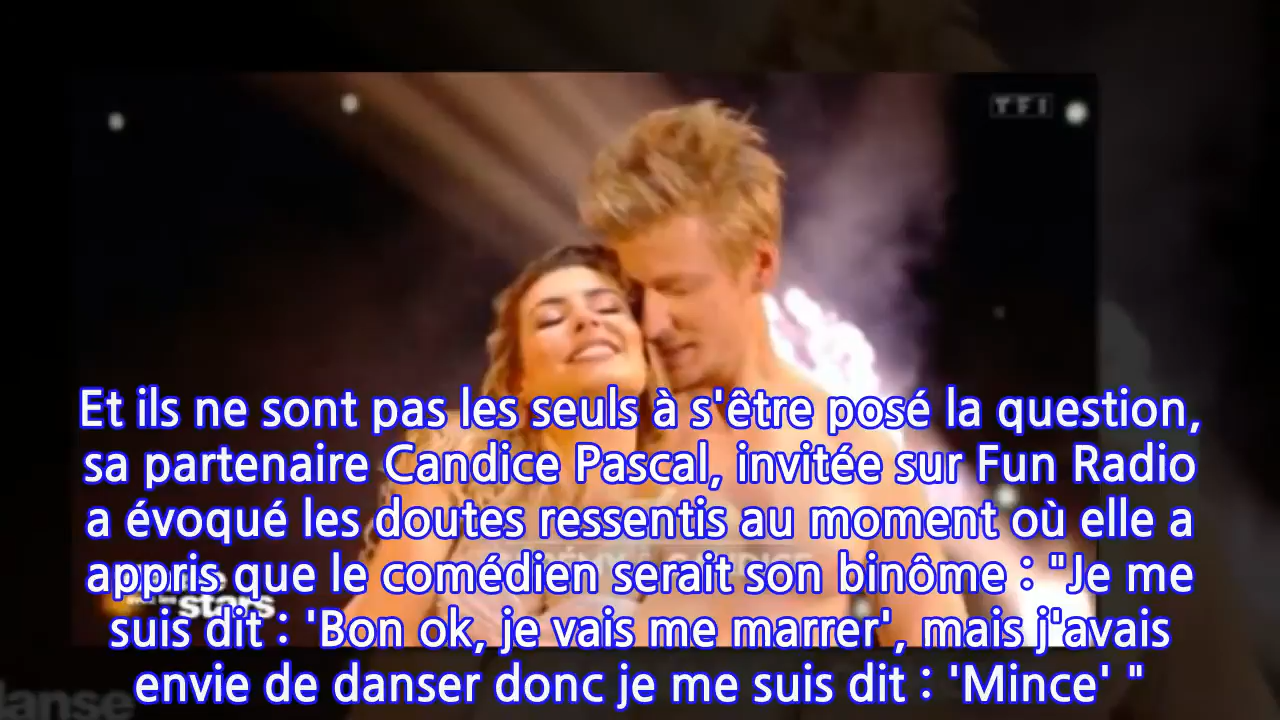 TF1
Et ils ne sont pas les seuls à s'être posé la question,
sa partenaire Candice Pascal, invitée sur Fun Radio
a évoqué les doutes ressentis au moment où elle a
appris que le comédien serait son binôme : "Je me
suis dit : 'Bon ok, je vais me marrer', mais j'avais
envie de danser donc je me suis dit : 'Mince' "
stars
danse